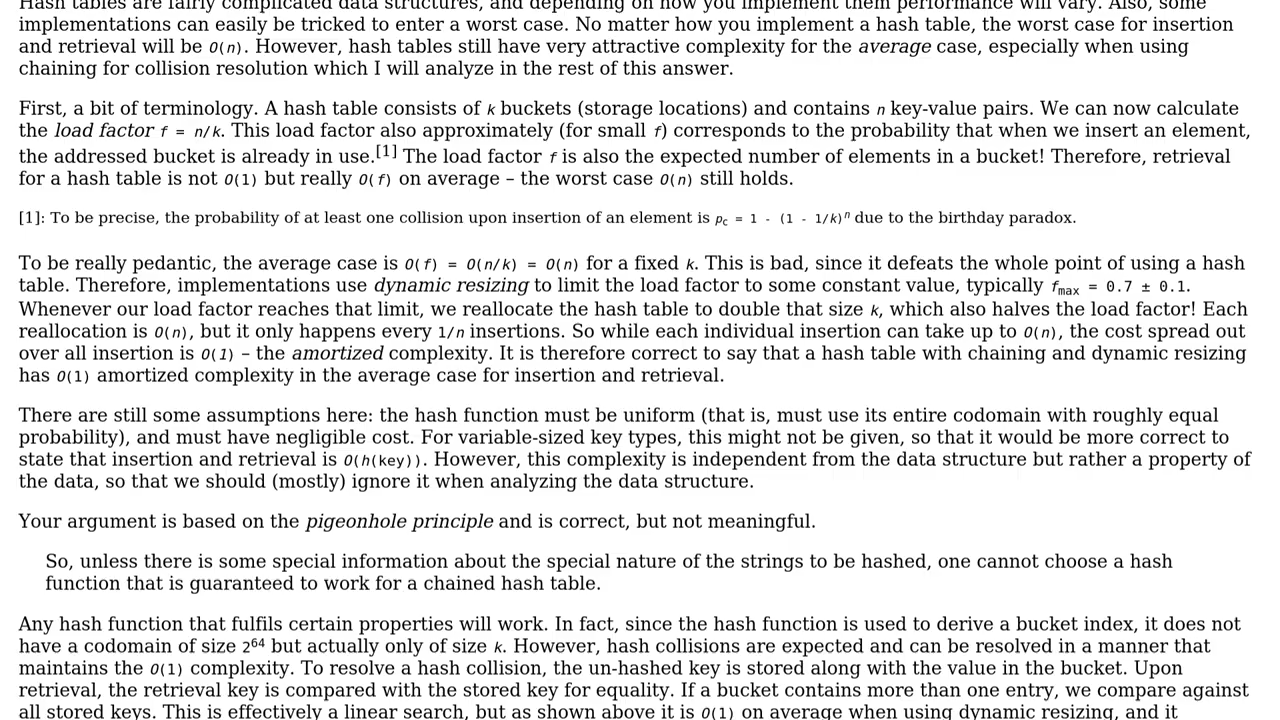 Hash tables are fairly complicated data structures, and depending on how you implement them performance will vary. Also, some
implementations can easily be tricked to enter a worst case. No matter how you implement a hash table, the worst case for insertion
and retrieval will be O(n). However, hash tables still have very attractive complexity for the average case, especially when using
chaining for collision resolution which I will analyze in the rest of this answer.
First, a bit of terminology. A hash table consists of k buckets (storage locations) and contains n key-value pairs. We can now calculate
the load factor f = n/k. This load factor also approximately (for small f) corresponds to the probability that when we insert an element,
the addressed bucket is already in use.[1] The load factor f is also the expected number of elements in a bucket! Therefore, retrieval
for a hash table is not O(1) but really O(f) on average – the worst case O(n) still holds.
[1]: To be precise, the probability of at least one collision upon insertion of an element is pc = 1 - (1 - 1/k)ⁿ due to the birthday paradox.
To be really pedantic, the average case is O(f) = O(n/k) = O(n) for a fixed k. This is bad, since it defeats the whole point of using a hash
table. Therefore, implementations use dynamic resizing to limit the load factor to some constant value, typically fmax = 0.7 ± 0.1.
Whenever our load factor reaches that limit, we reallocate the hash table to double that size k, which also halves the load factor! Each
reallocation is O(n), but it only happens every 1/n insertions. So while each individual insertion can take up to O(n), the cost spread out
over all insertion is O(1) – the amortized complexity. It is therefore correct to say that a hash table with chaining and dynamic resizing
has O(1) amortized complexity in the average case for insertion and retrieval.
There are still some assumptions here: the hash function must be uniform (that is, must use its entire codomain with roughly equal
probability), and must have negligible cost. For variable-sized key types, this might not be given, so that it would be more correct to
state that insertion and retrieval is O(h(key)). However, this complexity is independent from the data structure but rather a property of
the data, so that we should (mostly) ignore it when analyzing the data structure.
Your argument is based on the pigeonhole principle and is correct, but not meaningful.
So, unless there is some special information about the special nature of the strings to be hashed, one cannot choose a hash
function that is guaranteed to work for a chained hash table.
Any hash function that fulfils certain properties will work. In fact, since the hash function is used to derive a bucket index, it does not
have a codomain of size 2⁶⁴ but actually only of size k. However, hash collisions are expected and can be resolved in a manner that
maintains the O(1) complexity. To resolve a hash collision, the un-hashed key is stored along with the value in the bucket. Upon
retrieval, the retrieval key is compared with the stored key for equality. If a bucket contains more than one entry, we compare against
all stored keys. This is effectively a linear search, but as shown above it is O(1) on average when using dynamic resizing, and it